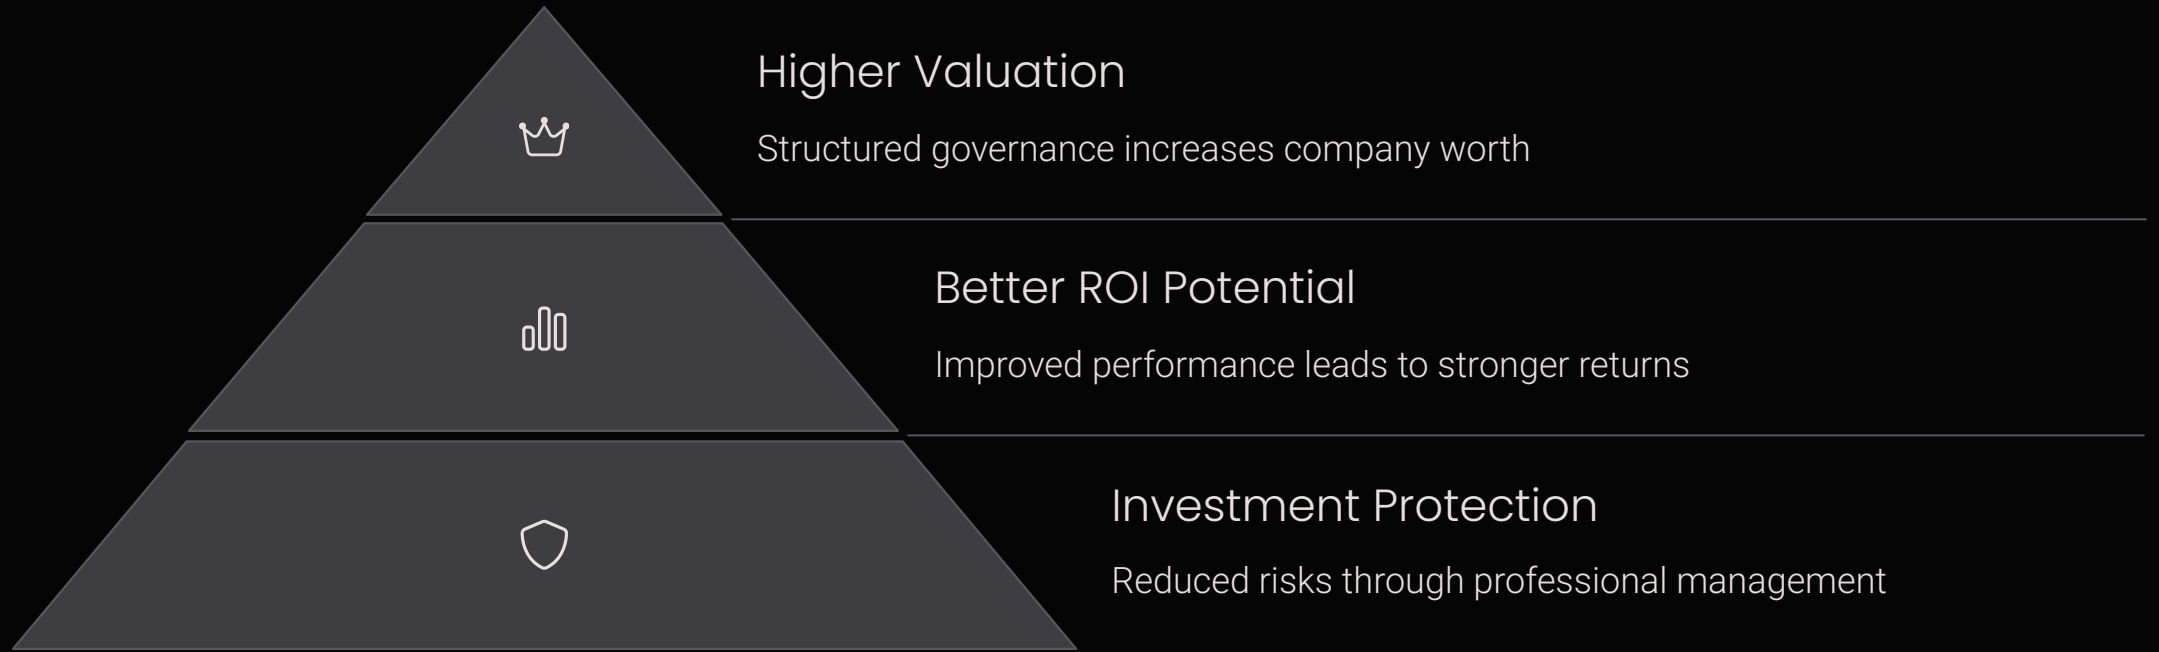 Higher Valuation
Structured governance increases company worth
Better ROI Potential
Improved performance leads to stronger returns
Investment Protection
Reduced risks through professional management